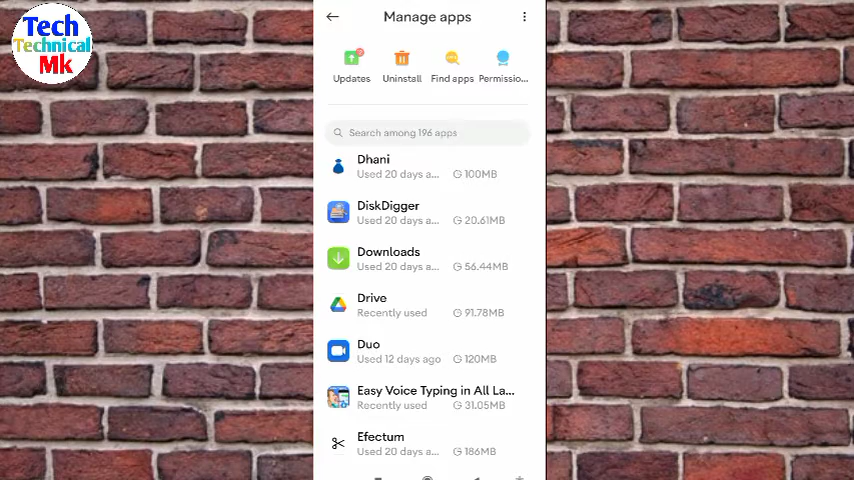 Tech
Technical
Mk
Manage apps
Updates
Uninstall
Find apps
Permissio...
Search among 196 apps
Dhani
Used 20 days a... 100MB
DiskDigger
Used 20 days a... 20.61MB
Downloads
Used 20 days a... 56.44MB
Drive
Recently used 91.78MB
Duo
Used 12 days ago 120MB
Easy Voice Typing in All La...
Recently used 31.05MB
Efectum
Used 20 days a... 186MB